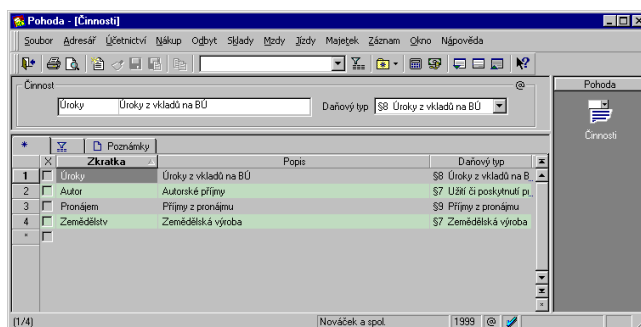 Pohoda - [Činnosti]
Soubor Adresář Účetnictví Nákup Odbyt Sklady Mzdy Jízdy Majetek Záznam Okno Nápověda
Činnost @
Úroky Úroky z vkladů na BÚ Daňový typ §8 Úroky z vkladů na BÚ
Pohoda
Činnosti
* Poznámky
X Zkratka Popis Daňový typ
1 Úroky Úroky z vkladů na BÚ §8 Úroky z vkladů na B
2 Autor Autorské příjmy §7 Užití či poskytnutí
3 Pronájem Příjmy z pronájmu §9 Příjmy z pronájmu
4 Zemědělstv Zemědělská výroba §7 Zemědělská výroba
*
(1/4) Nováček a spol. 1999 @